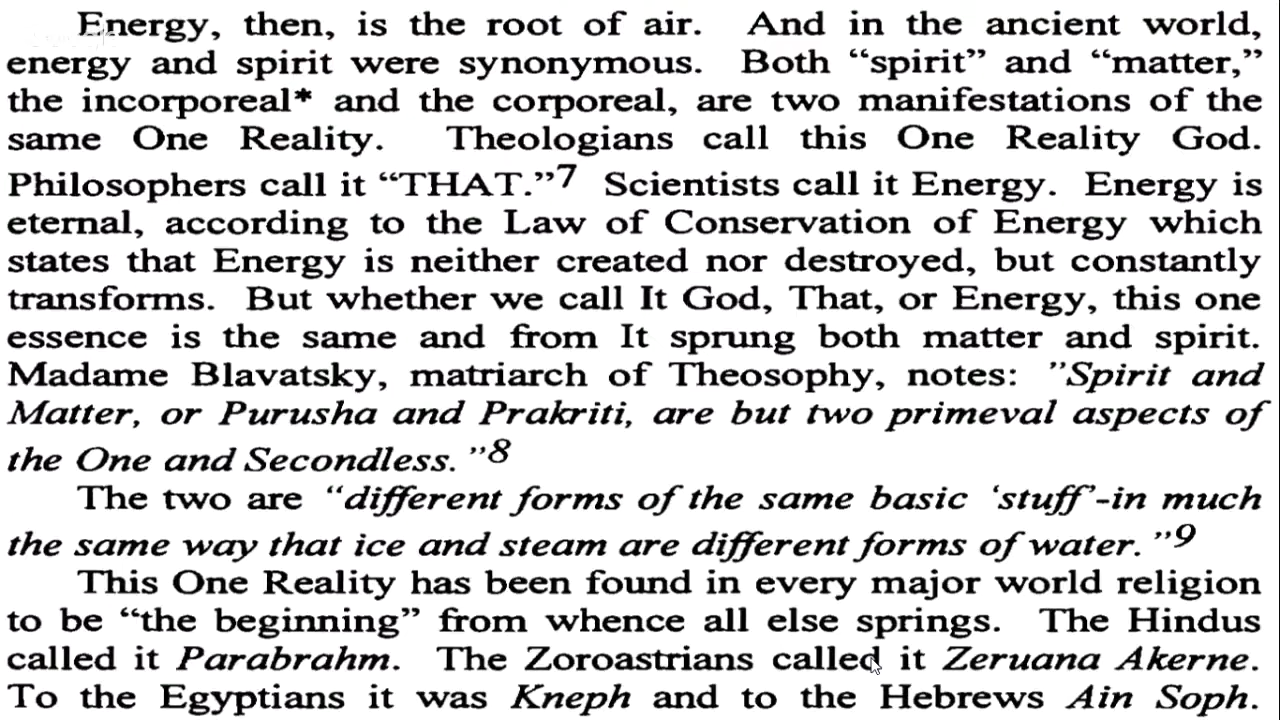 Energy, then, is the root of air. And in the ancient world,
energy and spirit were synonymous. Both “spirit” and “matter,”
the incorporeal* and the corporeal, are two manifestations of the
same One Reality. Theologians call this One Reality God.
Philosophers call it “THAT.”7 Scientists call it Energy. Energy is
eternal, according to the Law of Conservation of Energy which
states that Energy is neither created nor destroyed, but constantly
transforms. But whether we call It God, That, or Energy, this one
essence is the same and from It sprung both matter and spirit.
Madame Blavatsky, matriarch of Theosophy, notes: ”Spirit and
Matter, or Purusha and Prakriti, are but two primeval aspects of
the One and Secondless. ”8
The two are “different forms of the same basic ‘stuff’-in much
the same way that ice and steam are different forms of water. ”9
This One Reality has been found in every major world religion
to be “the beginning” from whence all else springs. The Hindus
called it Parabrahm. The Zoroastrians called it Zeruana Akerne.
To the Egyptians it was Kneph and to the Hebrews Ain Soph.